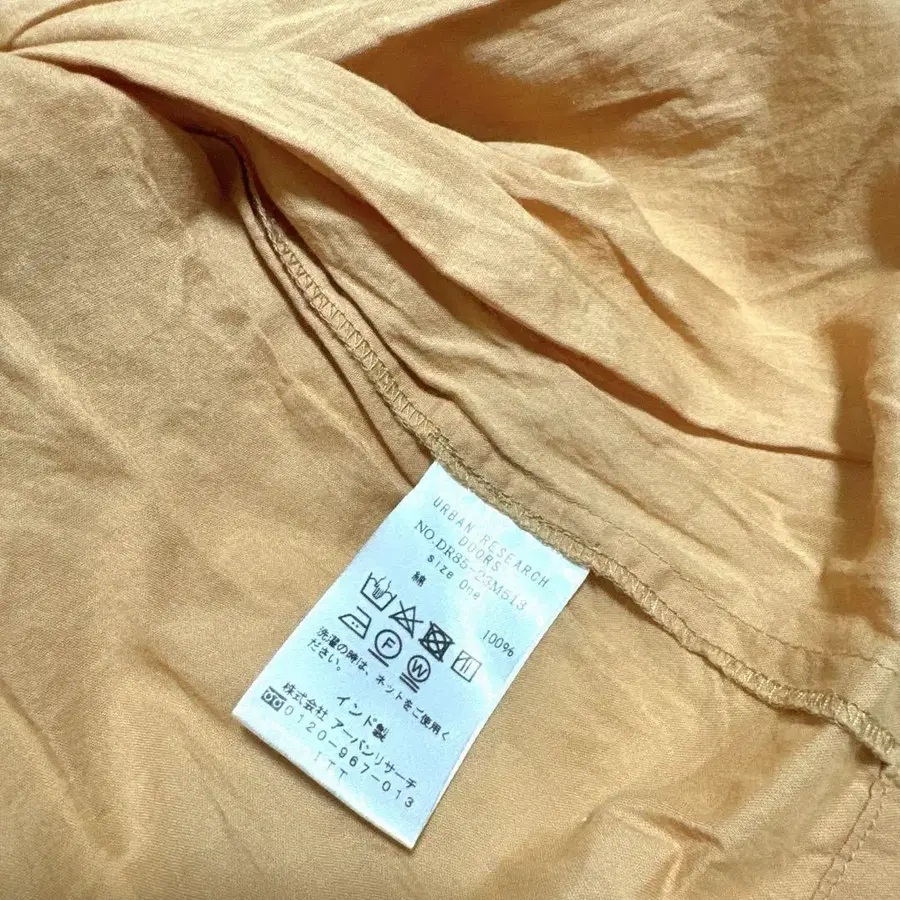 URBAN RESEARCH
DOORS
NO.DR85-23M513
size One
綿 100%
F
W
洗濯の時は、ネットをご使用く
ださい。
インド製
株式会社 アーバンリサーチ
0120-967-013
ITT